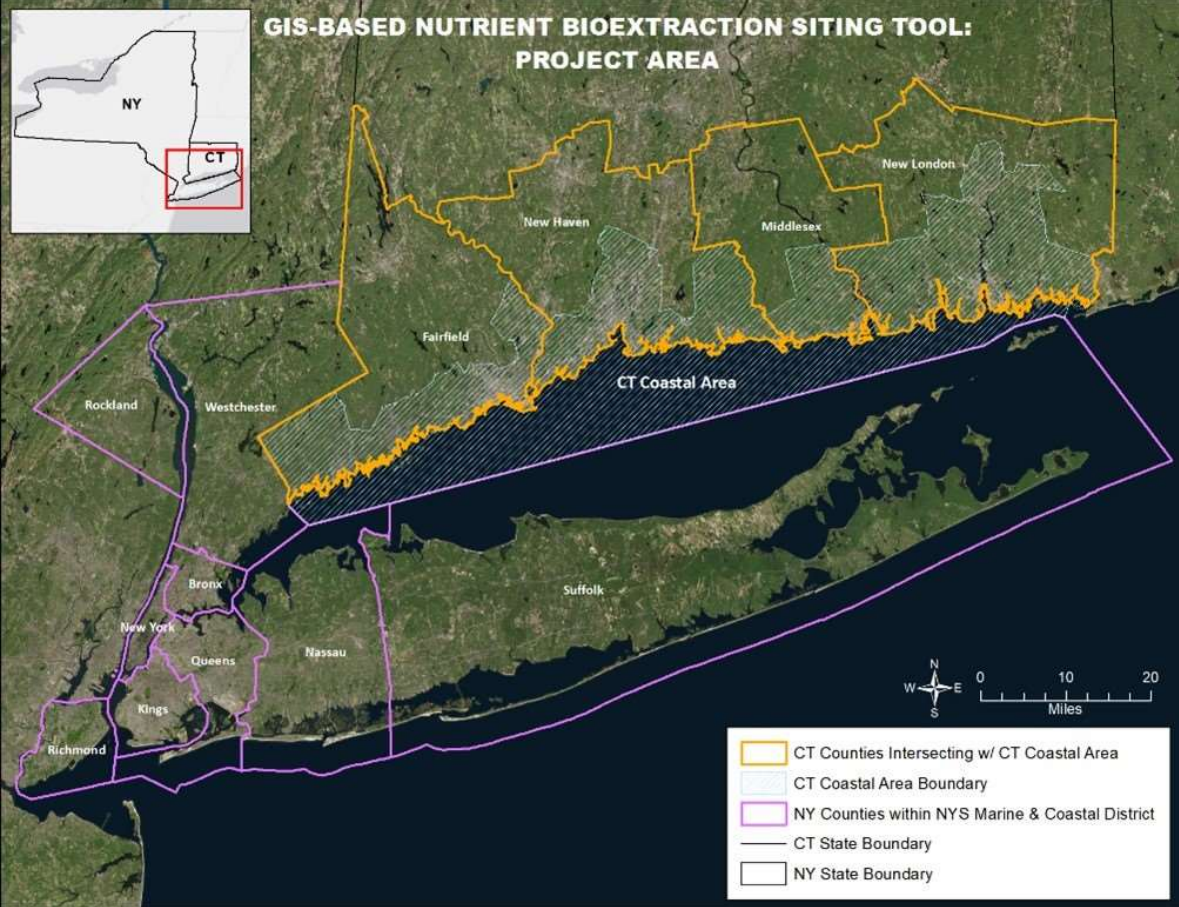 GIS-BASED NUTRIENT BIOEXTRACTION SITING TOOL:
PROJECT AREA
NY
CT
New London
New Haven
Middlesex
Fairfield
CT Coastal Area
Rockland
Westchester
Bronx
Suffolk
New York
Nassau
Queens
Kings
Richmond
N
W E
S
0 10 20
Miles
CT Counties Intersecting w/ CT Coastal Area
CT Coastal Area Boundary
NY Counties within NYS Marine & Coastal District
CT State Boundary
NY State Boundary